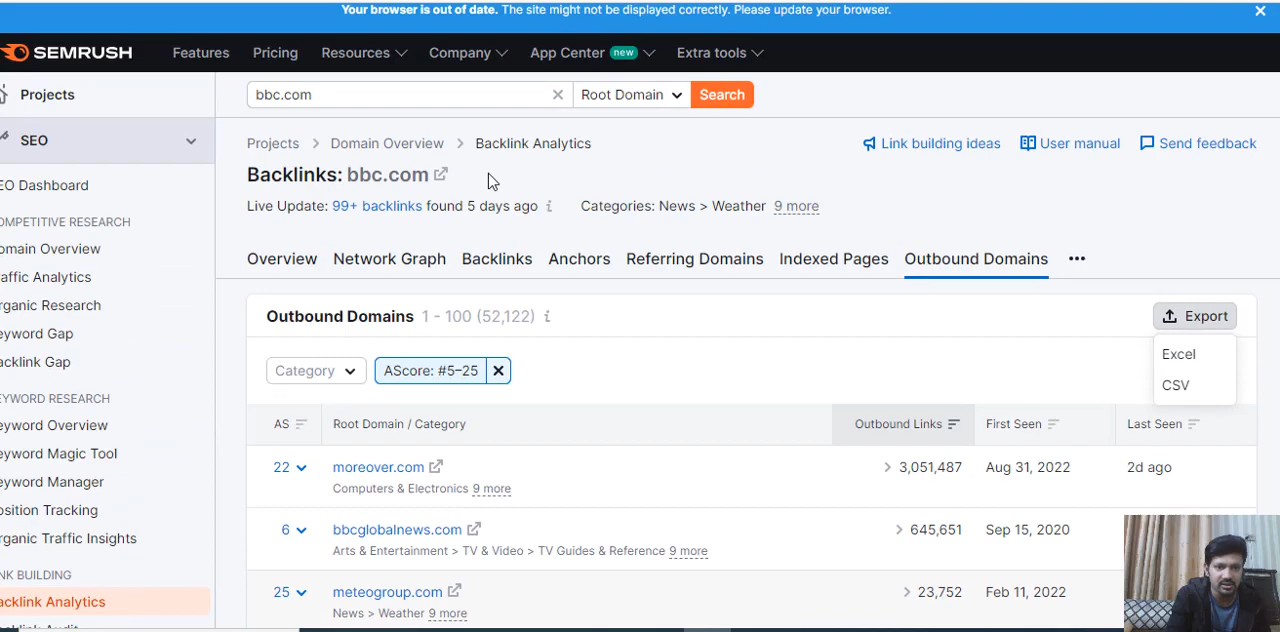 Your browser is out of date. The site might not be displayed correctly. Please update your browser.
SEMRUSH Features Pricing Resources Company App Center new Extra tools
Projects
bbc.com Root Domain Search
SEO
Projects > Domain Overview > Backlink Analytics Link building ideas User manual Send feedback
Backlinks: bbc.com
EO Dashboard
Live Update: 99+ backlinks found 5 days ago i Categories: News > Weather 9 more
OMPETITIVE RESEARCH
omain Overview
Overview Network Graph Backlinks Anchors Referring Domains Indexed Pages Outbound Domains
affic Analytics
rganic Research
Outbound Domains 1 - 100 (52,122) i Export
eyword Gap
Excel
acklink Gap
Category AScore: #5–25
CSV
EYWORD RESEARCH
eyword Overview
AS Root Domain / Category Outbound Links First Seen Last Seen
eyword Magic Tool
22 moreover.com 3,051,487 Aug 31, 2022 2d ago
eyword Manager
Computers & Electronics 9 more
osition Tracking
6 bbcglobalnews.com 645,651 Sep 15, 2020
rganic Traffic Insights
Arts & Entertainment > TV & Video > TV Guides & Reference 9 more
NK BUILDING
25 meteogroup.com 23,752 Feb 11, 2022
acklink Analytics
News > Weather 9 more